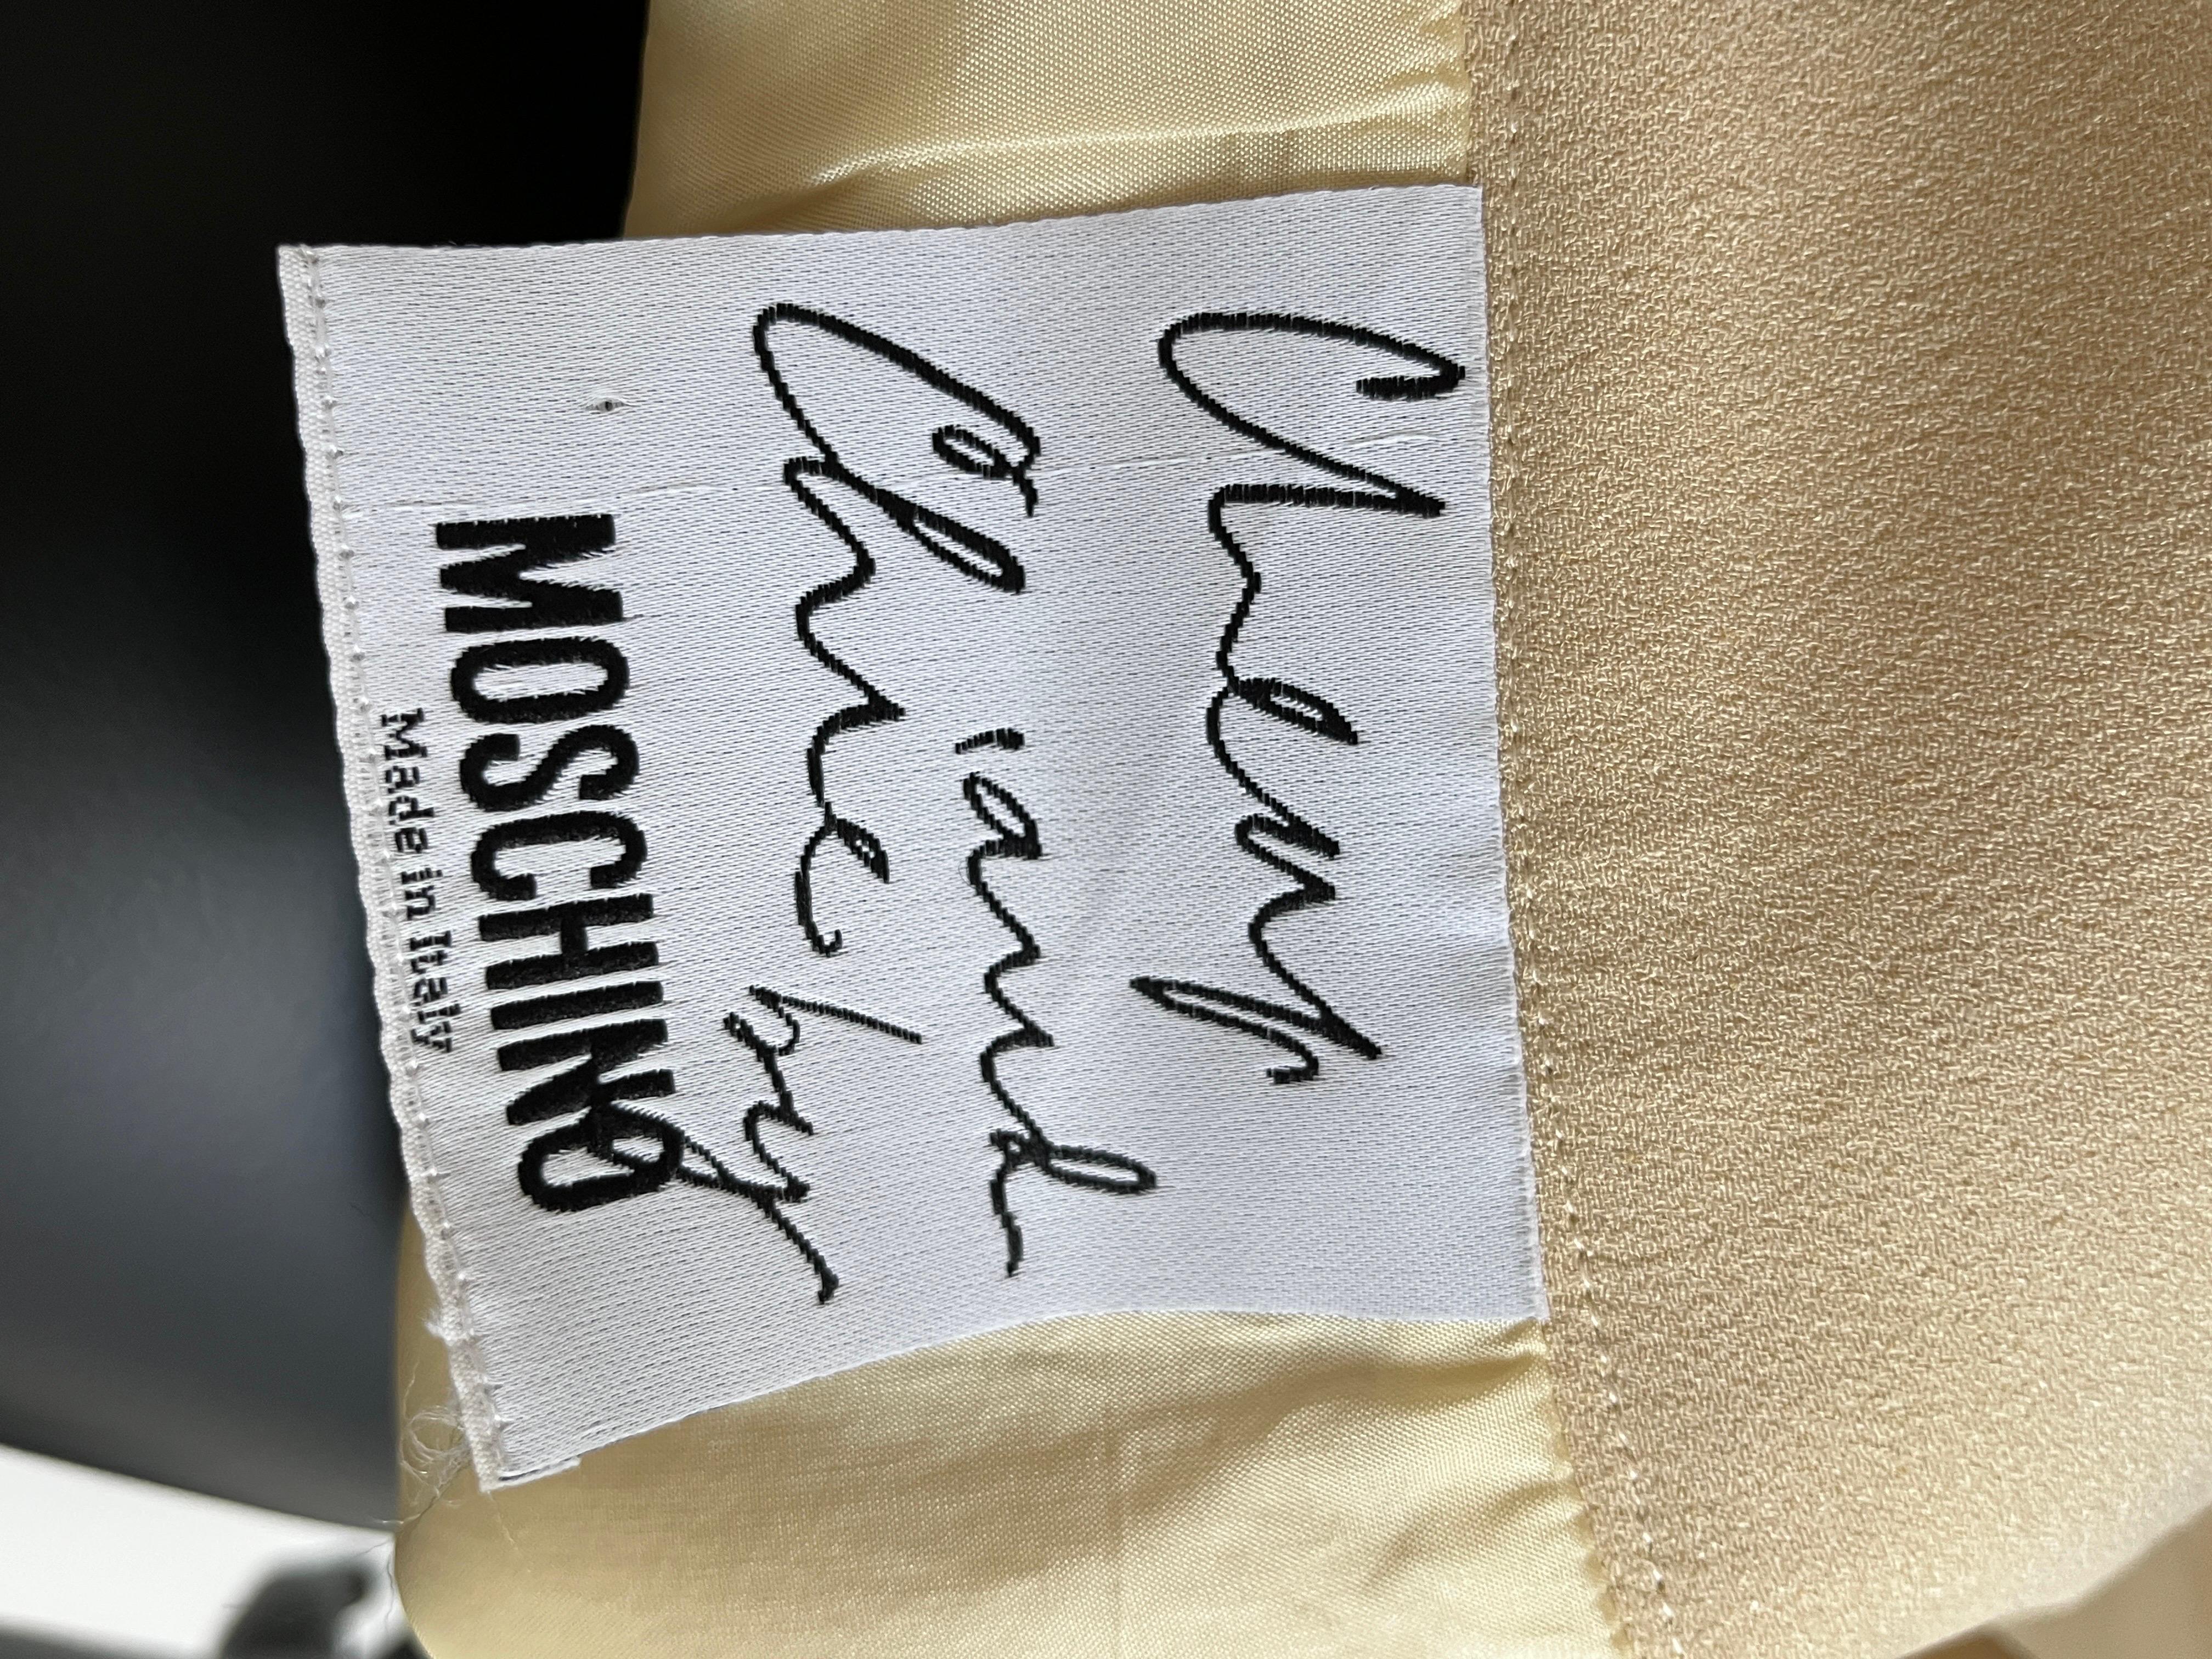 Cheap
and
Chic
by
MOSCHINO
Made in Italy